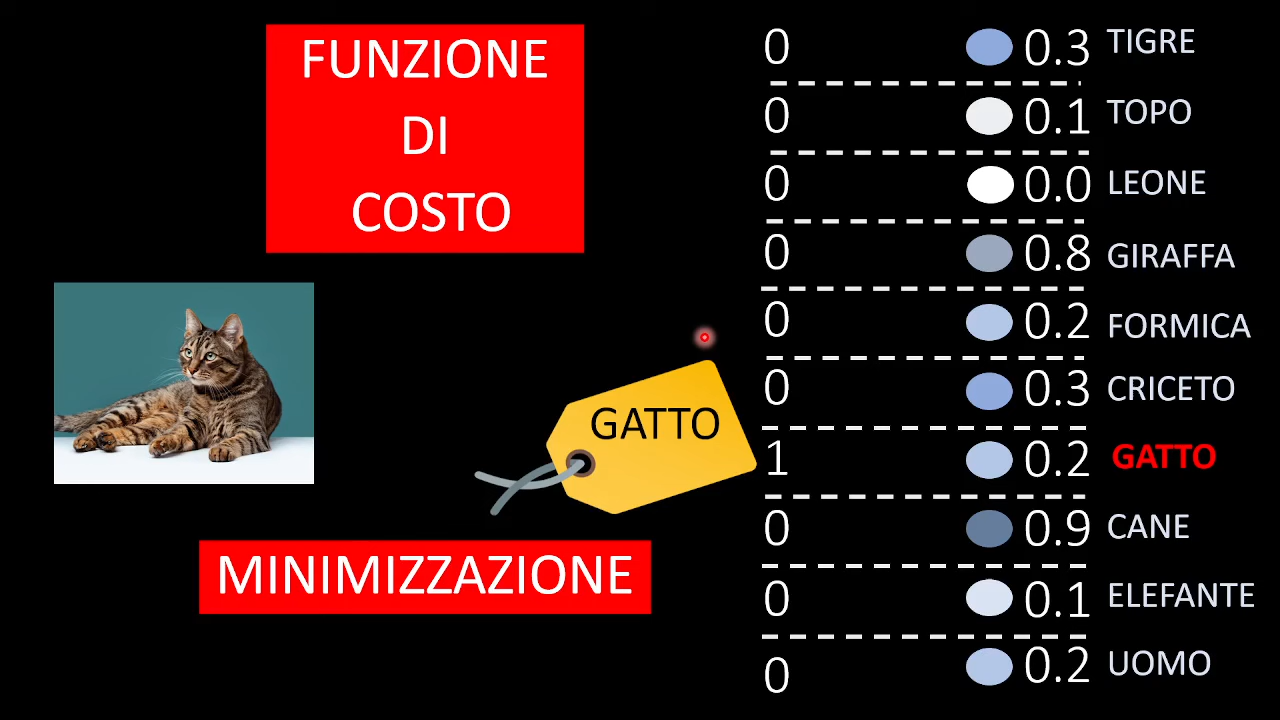 FUNZIONE
DI
COSTO
GATTO
MINIMIZZAZIONE
0 0.3 TIGRE
0 0.1 TOPO
0 0.0 LEONE
0 0.8 GIRAFFA
0 0.2 FORMICA
0 0.3 CRICETO
1 0.2 GATTO
0 0.9 CANE
0 0.1 ELEFANTE
0 0.2 UOMO